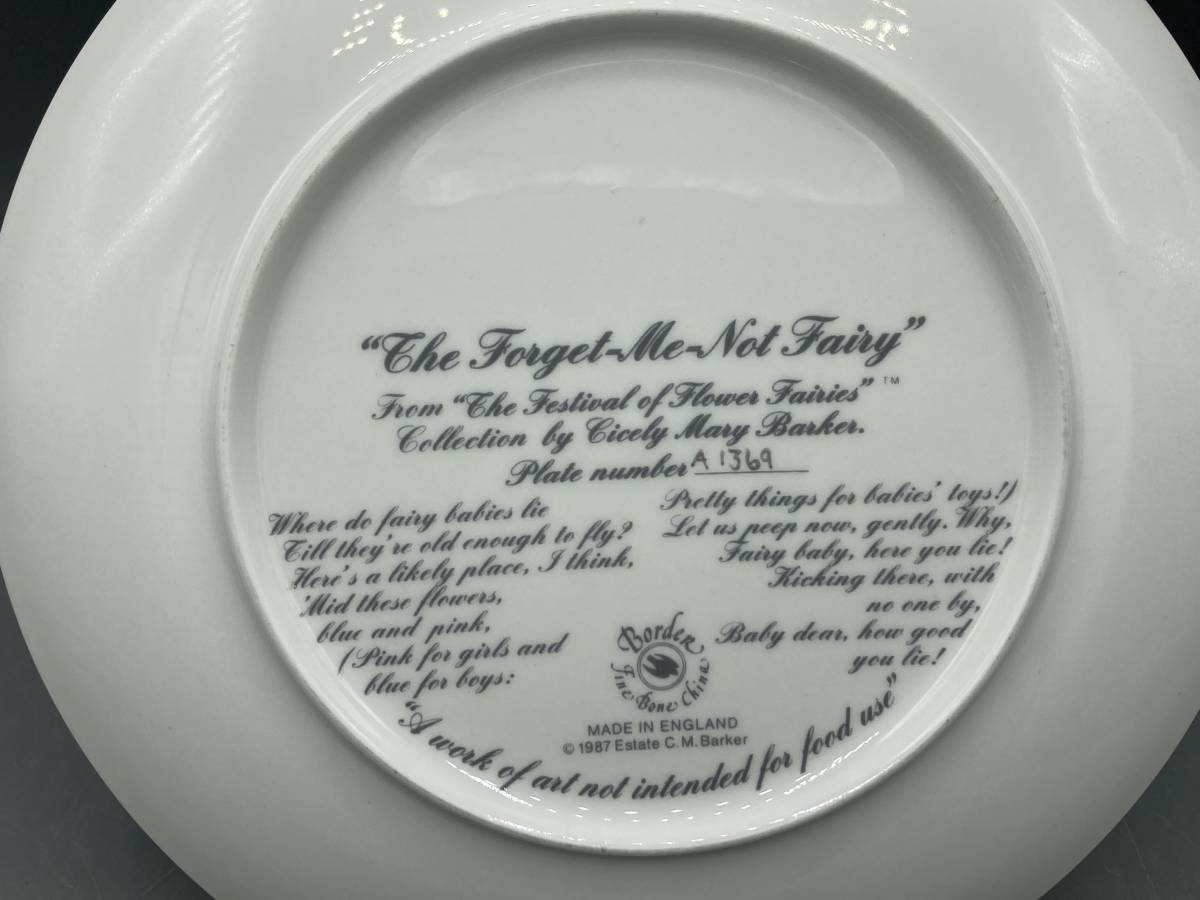 “The Forget-Me-Not Fairy”
From “The Festival of Flower Fairies”™
Collection by Cicely Mary Barker.
Plate number A 1369
Where do fairy babies lie
Till they're old enough to fly?
Here's a likely place, I think,
'Mid these flowers,
blue and pink,
(Pink for girls and
blue for boys:
Pretty things for babies' toys!)
Let us peep now, gently. Why,
Fairy baby, here you lie!
Kicking there, with
no one by,
Baby dear, how good
you lie!
Border
Fine Bone China
MADE IN ENGLAND
© 1987 Estate C.M.Barker
“A work of art not intended for food use”